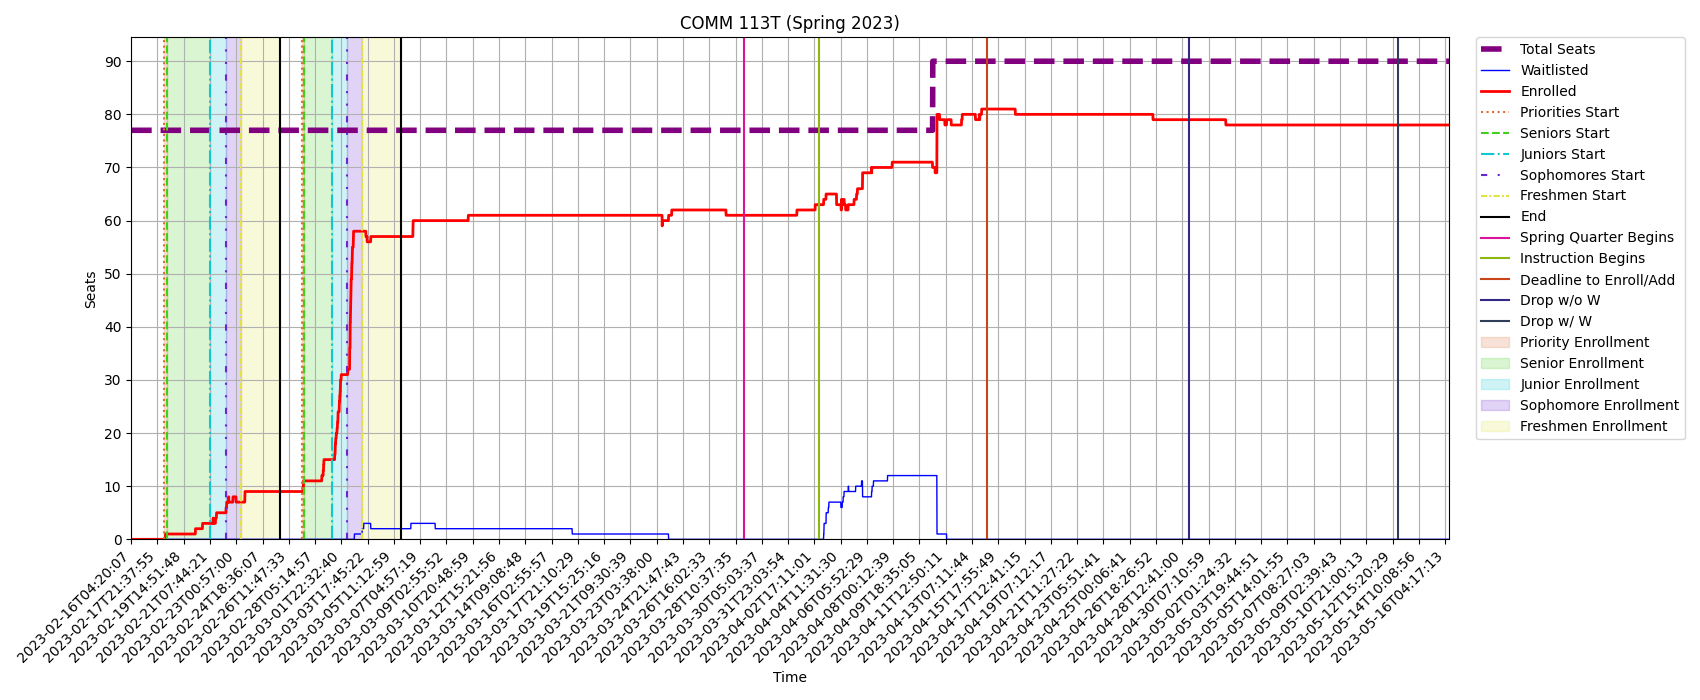 COMM 113T (Spring 2023)
Seats
90
80
70
60
50
40
30
20
10
0
2023-02-16T04:20:07
2023-02-17T21:37:55
2023-02-19T14:51:48
2023-02-21T07:44:21
2023-02-23T00:57:00
2023-02-24T18:36:07
2023-02-26T11:47:33
2023-02-28T05:14:57
2023-03-01T22:32:40
2023-03-03T17:45:22
2023-03-05T11:12:59
2023-03-07T04:57:19
2023-03-09T02:55:52
2023-03-10T20:48:59
2023-03-12T15:21:56
2023-03-14T09:08:48
2023-03-16T02:55:57
2023-03-17T21:10:29
2023-03-19T15:25:16
2023-03-21T09:30:39
2023-03-23T03:38:00
2023-03-24T21:47:43
2023-03-26T16:02:33
2023-03-28T10:37:35
2023-03-30T05:03:37
2023-03-31T23:03:54
2023-04-02T17:11:01
2023-04-04T11:31:30
2023-04-06T05:52:29
2023-04-08T00:12:39
2023-04-09T18:35:05
2023-04-11T12:50:11
2023-04-13T07:11:44
2023-04-15T17:55:49
2023-04-17T12:41:15
2023-04-19T07:12:17
2023-04-21T11:27:22
2023-04-23T05:51:41
2023-04-25T00:06:41
2023-04-26T18:26:52
2023-04-28T12:41:00
2023-04-30T07:10:59
2023-05-02T01:24:32
2023-05-03T19:44:51
2023-05-05T14:01:55
2023-05-07T08:27:03
2023-05-09T02:39:43
2023-05-10T21:00:13
2023-05-12T15:20:29
2023-05-14T10:08:56
2023-05-16T04:17:13
Time
Total Seats
Waitlisted
Enrolled
Priorities Start
Seniors Start
Juniors Start
Sophomores Start
Freshmen Start
End
Spring Quarter Begins
Instruction Begins
Deadline to Enroll/Add
Drop w/o W
Drop w/ W
Priority Enrollment
Senior Enrollment
Junior Enrollment
Sophomore Enrollment
Freshmen Enrollment